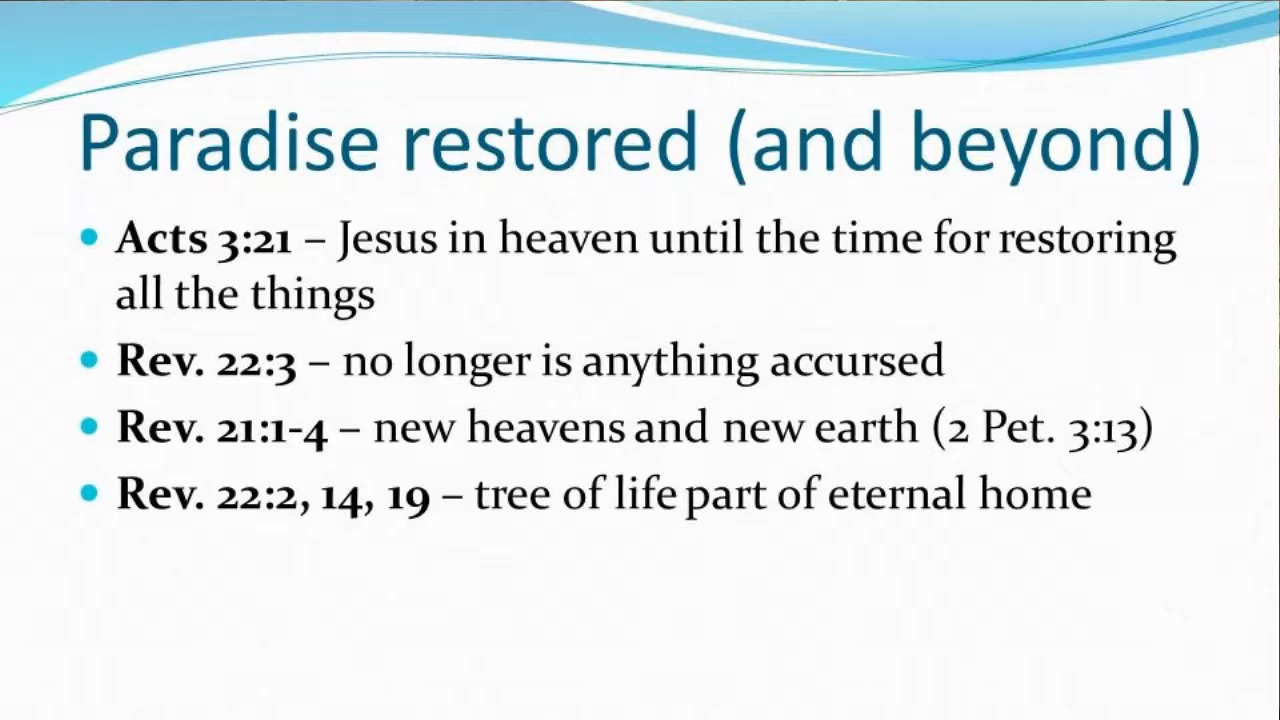 Paradise restored (and beyond)
• Acts 3:21 – Jesus in heaven until the time for restoring
all the things
• Rev. 22:3 – no longer is anything accursed
• Rev. 21:1-4 – new heavens and new earth (2 Pet. 3:13)
• Rev. 22:2, 14, 19 – tree of life part of eternal home